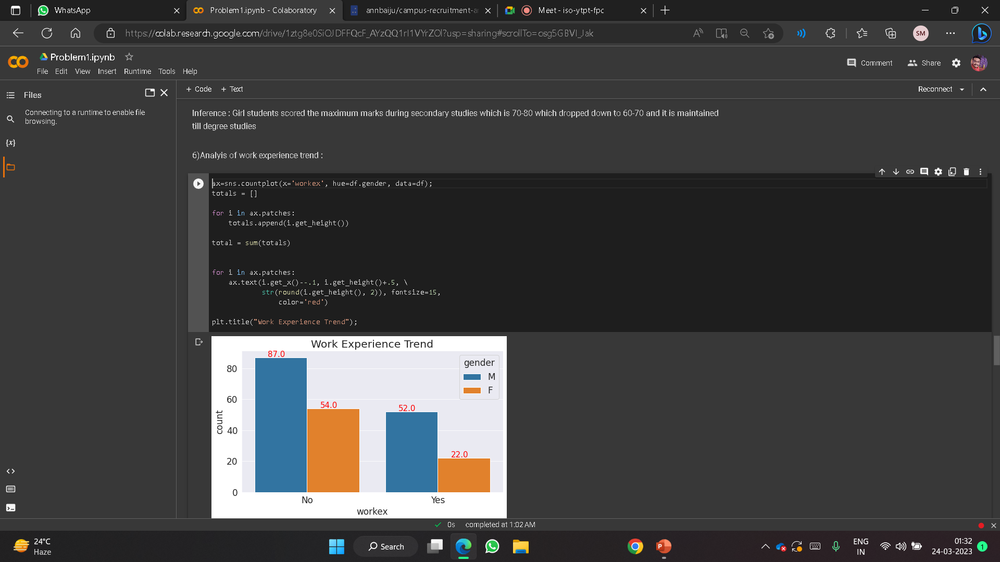 WhatsApp
Problem1.ipynb - Colaboratory
annbaiju/campus-recruitment-a
Meet - iso-ytpt-fpc
https://colab.research.google.com/drive/1ztg8e0SiOJDFFQcF_AYzQQ1rI1VYrZOl?usp=sharing#scrollTo=osg5GBVI_Jak
SM
Problem1.ipynb
File Edit View Insert Runtime Tools Help
Comment Share
Files
+ Code + Text
Reconnect
Connecting to a runtime to enable file
browsing.
{x}
Inference : Girl students scored the maximum marks during secondary studies which is 70-80 which dropped down to 60-70 and it is maintained
till degree studies
6)Analyis of work experience trend :
ax=sns.countplot(x='workex', hue=df.gender, data=df);
totals = []
for i in ax.patches:
    totals.append(i.get_height())
total = sum(totals)
for i in ax.patches:
    ax.text(i.get_x()--.1, i.get_height()+.5, \
            str(round(i.get_height(), 2)), fontsize=15,
                color='red')
plt.title("Work Experience Trend");
Work Experience Trend
87.0
54.0
52.0
22.0
gender
M
F
80
60
40
20
0
count
No
Yes
workex
0s completed at 1:02 AM
24°C
Haze
Search
ENG
IN
01:32
24-03-2023
1